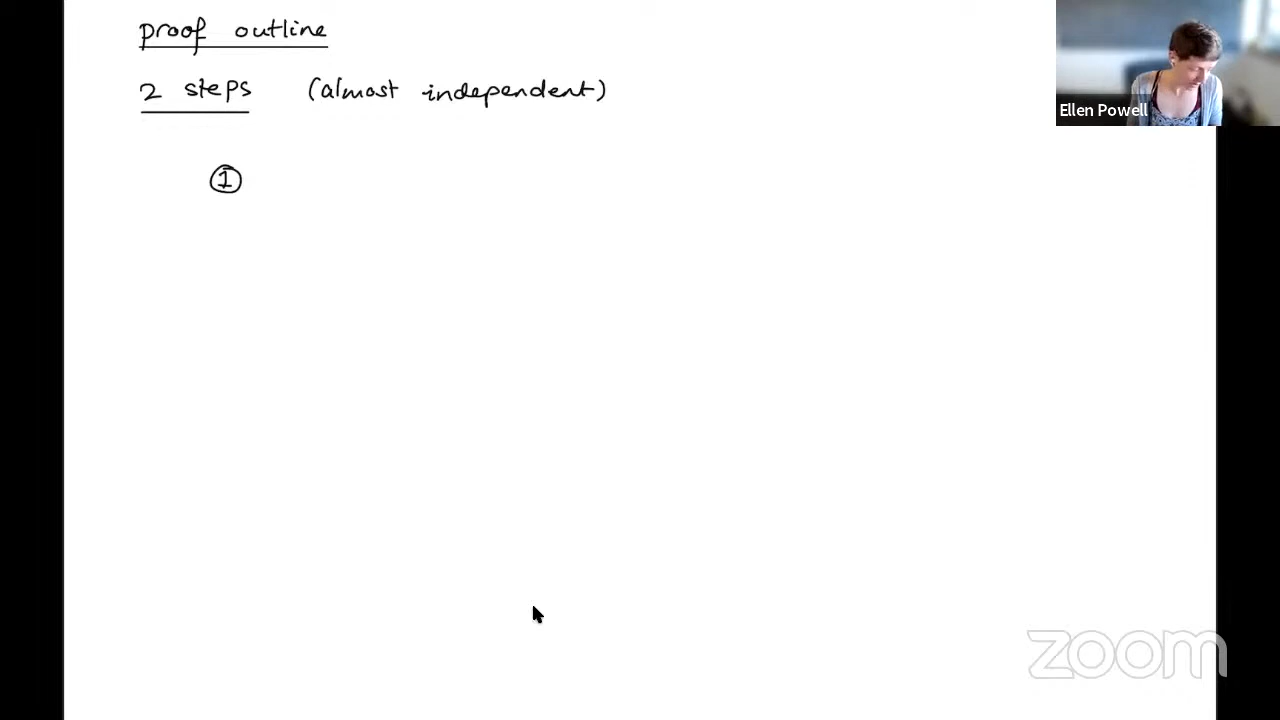 proof outline
2 steps (almost independent)
①
Ellen Powell
zoom